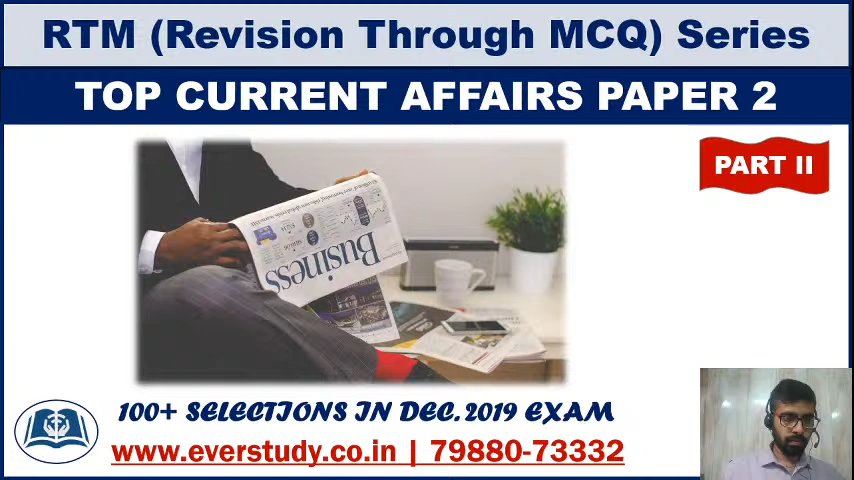 RTM (Revision Through MCQ) Series
TOP CURRENT AFFAIRS PAPER 2
PART II
Business
100+ SELECTIONS IN DEC. 2019 EXAM
www.everstudy.co.in | 79880-73332